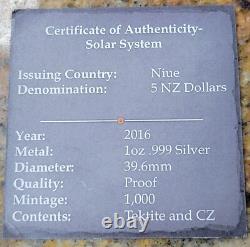 Certificate of Authenticity-
Solar System
Issuing Country: Niue
Denomination: 5 NZ Dollars
Year: 2016
Metal: 1oz .999 Silver
Diameter: 39.6mm
Quality: Proof
Mintage: 1,000
Contents: Tektite and CZ